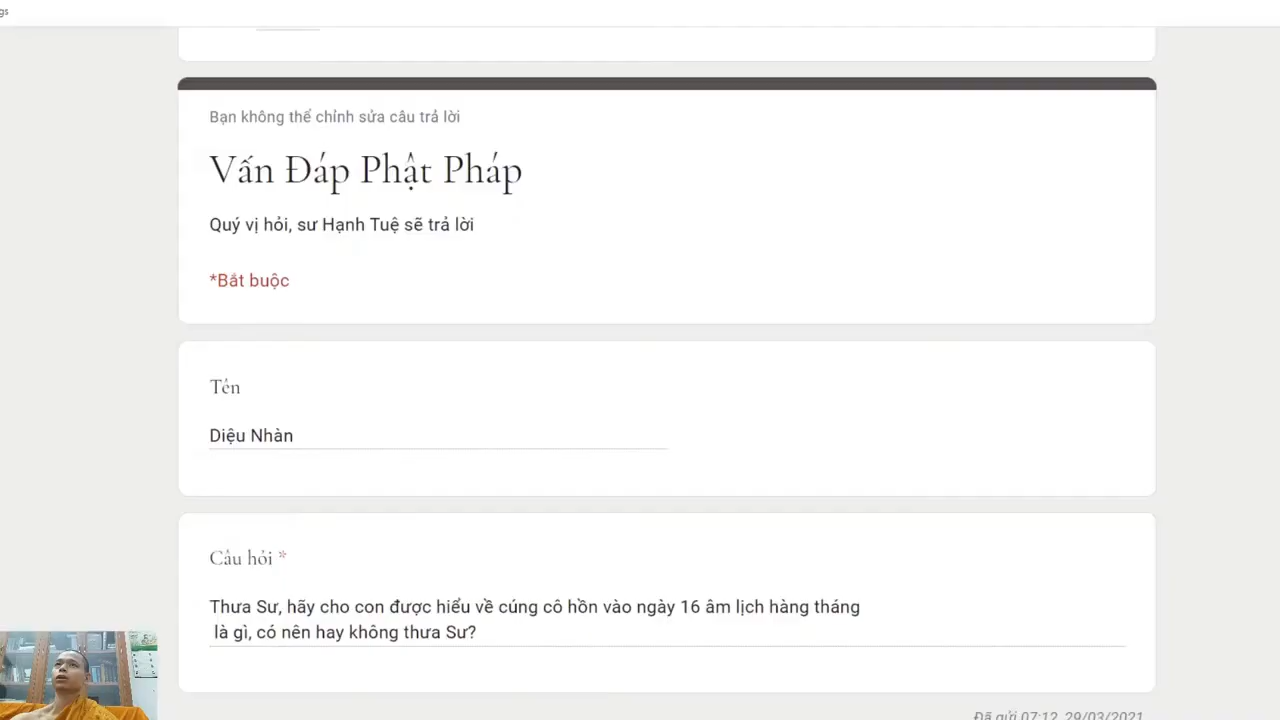 gs
Bạn không thể chỉnh sửa câu trả lời
Vấn Đáp Phật Pháp
Quý vị hỏi, sư Hạnh Tuệ sẽ trả lời
*Bắt buộc
Tên
Diệu Nhàn
Câu hỏi *
Thưa Sư, hãy cho con được hiểu về cúng cô hồn vào ngày 16 âm lịch hàng tháng
là gì, có nên hay không thưa Sư?
Đã gửi 07:12, 29/03/2021